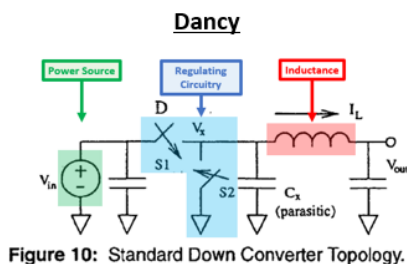 Dancy
Power Source
Regulating
Circuitry
Inductance
D
Vx
IL
S1
Vin
+
−
S2
Cx
(parasitic)
Vout
Figure 10: Standard Down Converter Topology.